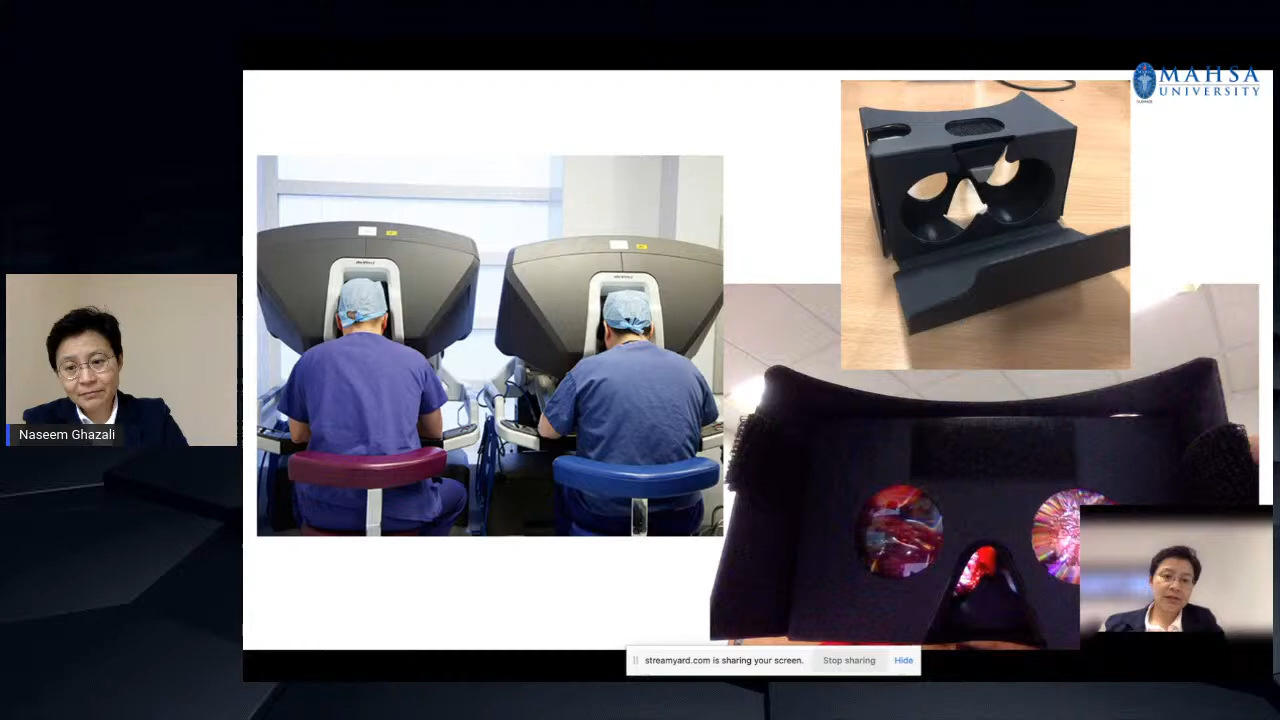 MAHSA
UNIVERSITY
Naseem Ghazali
streamyard.com is sharing your screen.
Stop sharing
Hide